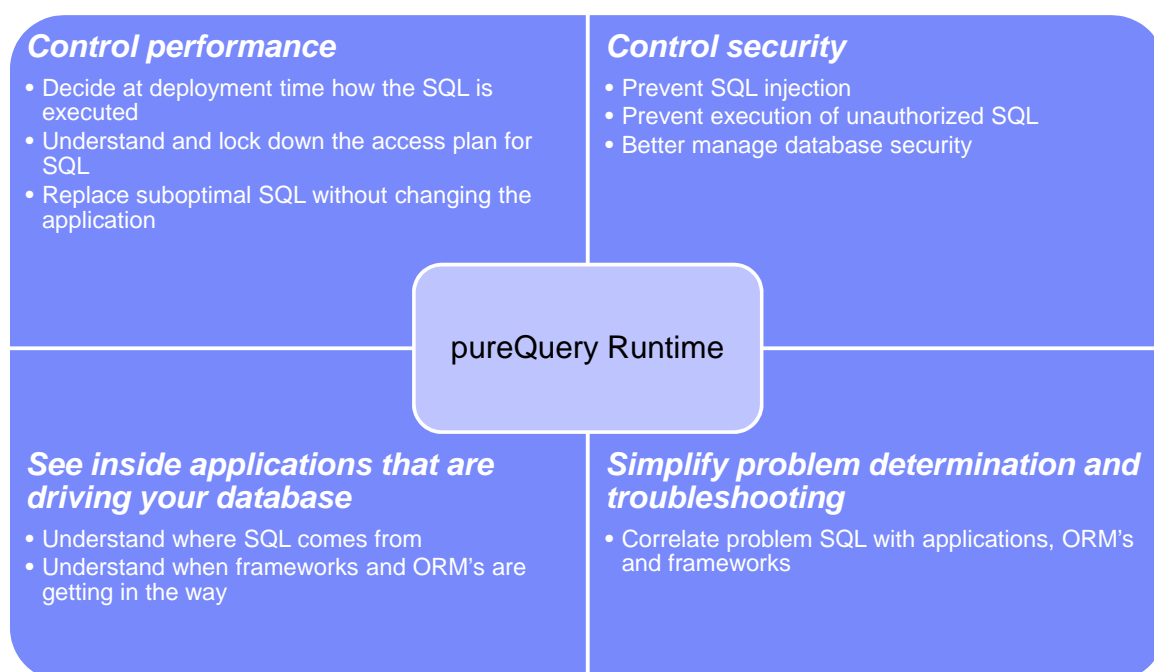 Control performance
• Decide at deployment time how the SQL is
executed
• Understand and lock down the access plan for
SQL
• Replace suboptimal SQL without changing the
application
Control security
• Prevent SQL injection
• Prevent execution of unauthorized SQL
• Better manage database security
pureQuery Runtime
See inside applications that are
driving your database
• Understand where SQL comes from
• Understand when frameworks and ORM's are
getting in the way
Simplify problem determination and
troubleshooting
• Correlate problem SQL with applications, ORM's
and frameworks